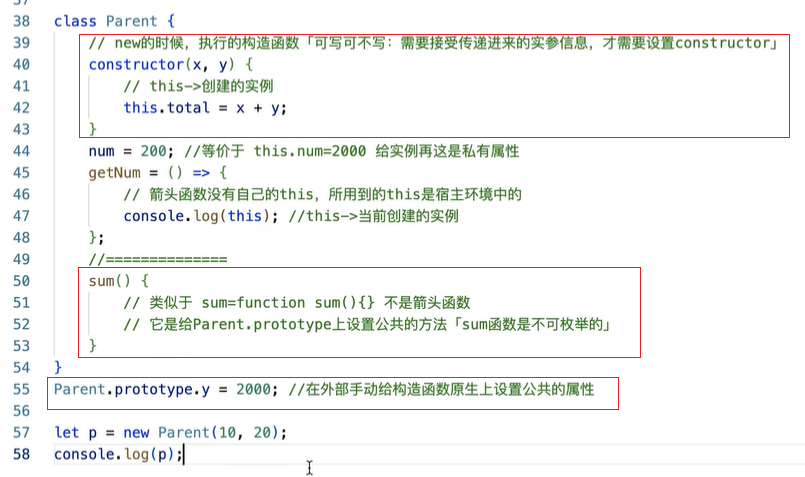 38 class Parent {
39 // new的时候，执行的构造函数「可写可不写：需要接受传递进来的实参信息，才需要设置constructor」
40 constructor(x, y) {
41 // this->创建的实例
42 this.total = x + y;
43 }
44 num = 200; //等价于 this.num=2000 给实例再这是私有属性
45 getNum = () => {
46 // 箭头函数没有自己的this，所用到的this是宿主环境中的
47 console.log(this); //this->当前创建的实例
48 };
49 //==============
50 sum() {
51 // 类似于 sum=function sum(){} 不是箭头函数
52 // 它是给Parent.prototype上设置公共的方法「sum函数是不可枚举的」
53 }
54 }
55 Parent.prototype.y = 2000; //在外部手动给构造函数原生上设置公共的属性
56
57 let p = new Parent(10, 20);
58 console.log(p);